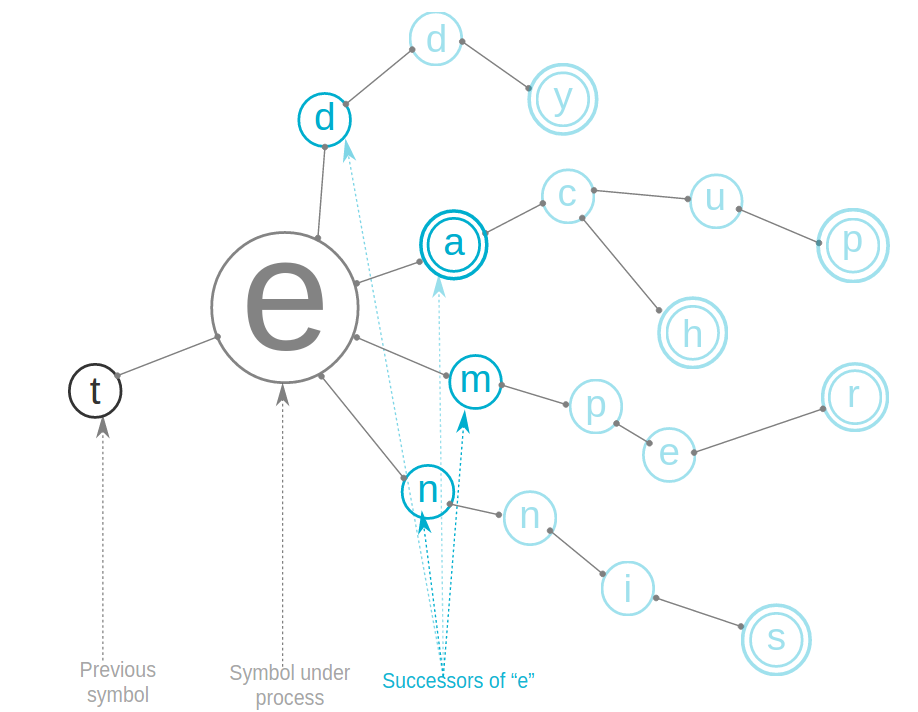 d
y
d
c
u
a
p
e
h
t
m
p
r
e
n
n
i
s
Previous
symbol
Symbol under
process
Successors of “e”